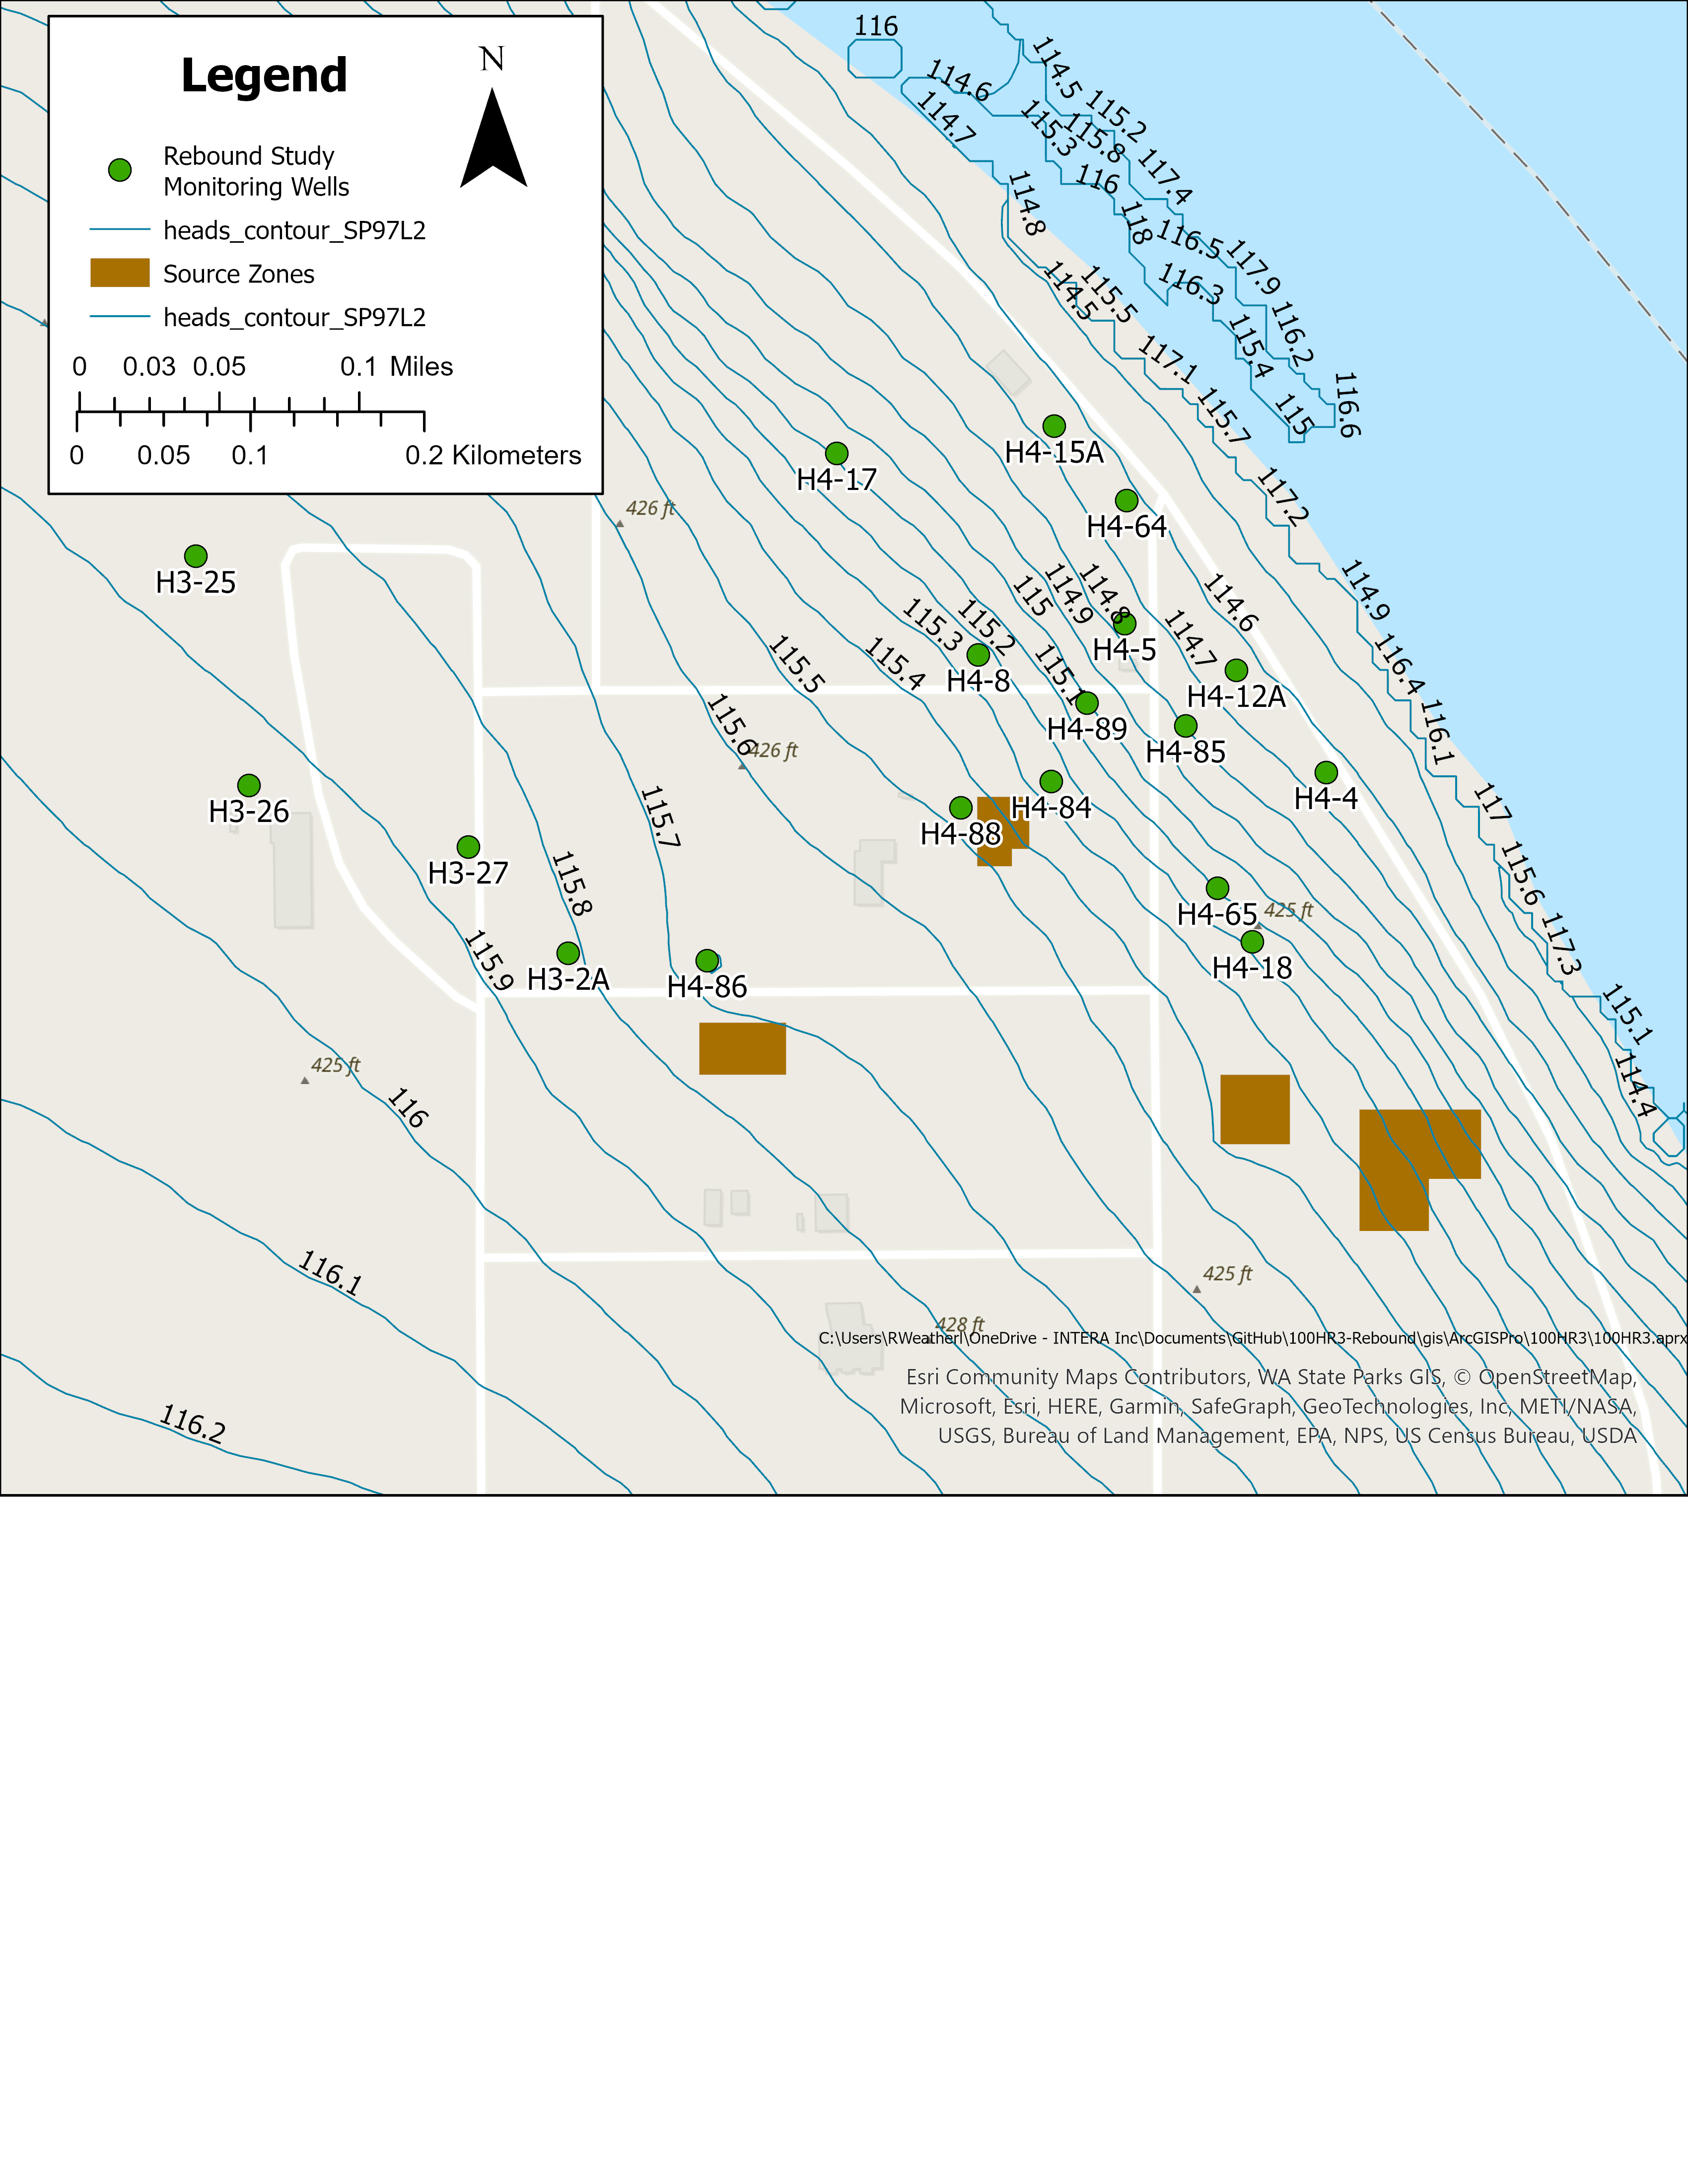 Legend
N
Rebound Study
Monitoring Wells
heads_contour_SP97L2
Source Zones
heads_contour_SP97L2
0 0.03 0.05 0.1 Miles
0 0.05 0.1 0.2 Kilometers
116
114.5
114.6
114.7
115.2
115.3
115.8
117.4
116
114.8
118
116.5
117.9
116.3
115.5
114.5
116.2
115.4
117.1
116.6
115
115.7
H4-15A
H4-17
117.2
426 ft
H4-64
H3-25
114.9
115
114.9
114.8
114.6
115.3
115.2
114.7
H4-5
115.5
115.4
115.1
116.4
H4-8
H4-12A
115.6
426 ft
H4-89
H4-85
116.1
H3-26
115.7
H4-88
H4-84
H4-4
117
H3-27
115.8
115.6
H4-65
425 ft
117.3
115.9
H3-2A
H4-86
H4-18
115.1
425 ft
116
114.4
116.1
425 ft
428 ft
C:\Users\RWeatherl\OneDrive - INTERA Inc\Documents\GitHub\100HR3-Rebound\gis\ArcGISPro\100HR3\100HR3.aprx
116.2
Esri Community Maps Contributors, WA State Parks GIS, © OpenStreetMap,
Microsoft, Esri, HERE, Garmin, SafeGraph, GeoTechnologies, Inc, METI/NASA,
USGS, Bureau of Land Management, EPA, NPS, US Census Bureau, USDA